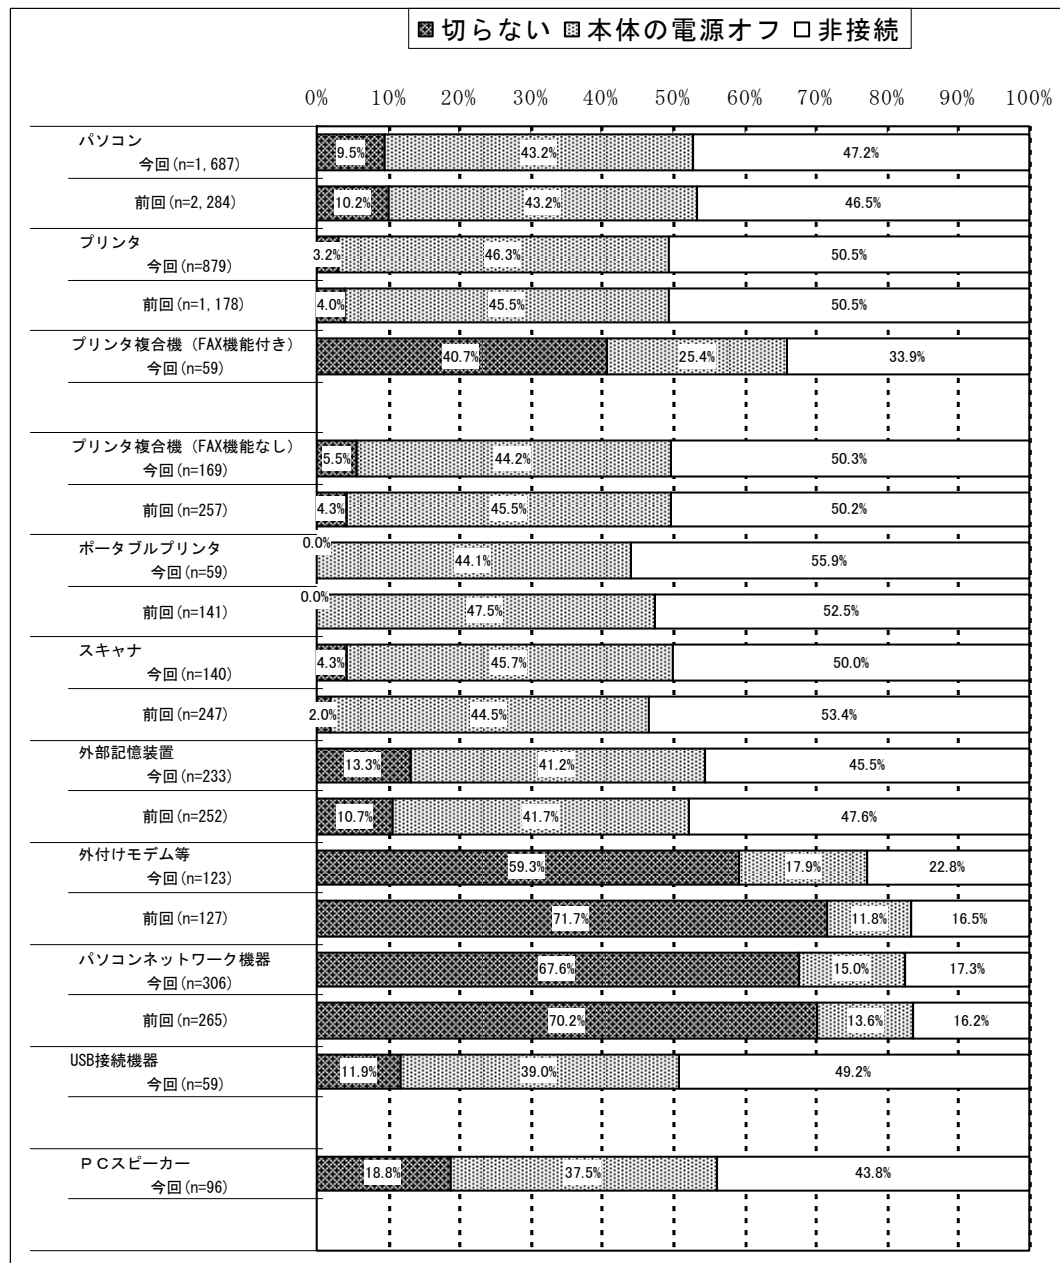 切らない 本体の電源オフ 非接続
0% 10% 20% 30% 40% 50% 60% 70% 80% 90% 100%
パソコン
今回(n=1,687) 9.5% 43.2% 47.2%
前回(n=2,284) 10.2% 43.2% 46.5%
プリンタ
今回(n=879) 3.2% 46.3% 50.5%
前回(n=1,178) 4.0% 45.5% 50.5%
プリンタ複合機（FAX機能付き）
今回(n=59) 40.7% 25.4% 33.9%
プリンタ複合機（FAX機能なし）
今回(n=169) 5.5% 44.2% 50.3%
前回(n=257) 4.3% 45.5% 50.2%
ポータブルプリンタ
今回(n=59) 0.0% 44.1% 55.9%
前回(n=141) 0.0% 47.5% 52.5%
スキャナ
今回(n=140) 4.3% 45.7% 50.0%
前回(n=247) 2.0% 44.5% 53.4%
外部記憶装置
今回(n=233) 13.3% 41.2% 45.5%
前回(n=252) 10.7% 41.7% 47.6%
外付けモデム等
今回(n=123) 59.3% 17.9% 22.8%
前回(n=127) 71.7% 11.8% 16.5%
パソコンネットワーク機器
今回(n=306) 67.6% 15.0% 17.3%
前回(n=265) 70.2% 13.6% 16.2%
USB接続機器
今回(n=59) 11.9% 39.0% 49.2%
ＰＣスピーカー
今回(n=96) 18.8% 37.5% 43.8%